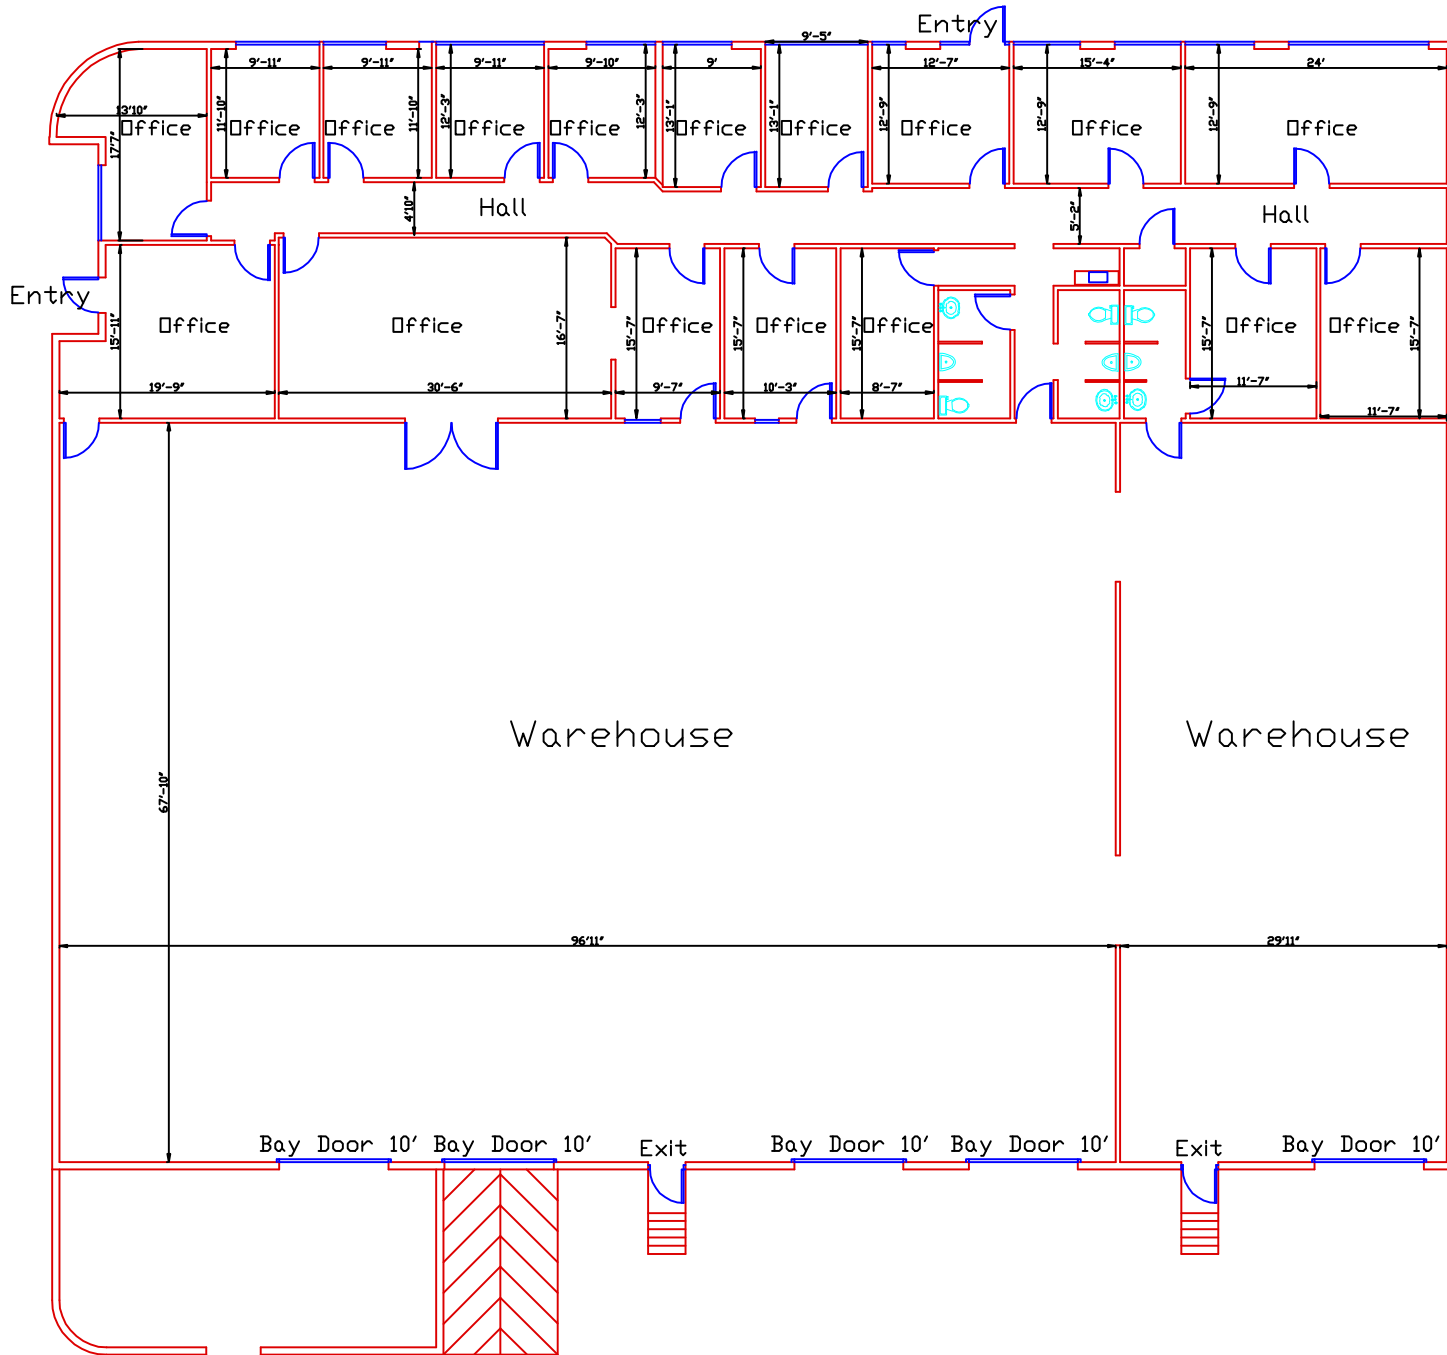 Entry
9'-5"
9'-11"
9'-11"
9'-11"
9'-10"
9'
12'-7"
15'-4"
24'
13'10"
17'7"
11'-10"
11'-10"
12'-3"
12'-3"
13'-1"
13'-1"
12'-9"
12'-9"
12'-9"
Office
Office
Office
Office
Office
Office
Office
Office
Office
Office
4'10"
Hall
5'-2"
Hall
Entry
15'-11"
Office
Office
16'-7"
15'-7"
Office
15'-7"
Office
15'-7"
Office
15'-7"
Office
Office
15'-7"
19'-9"
30'-6"
9'-7"
10'-3"
8'-7"
11'-7"
11'-7"
Warehouse
Warehouse
67'-10"
96'11"
29'11"
Bay Door 10'
Bay Door 10'
Exit
Bay Door 10'
Bay Door 10'
Exit
Bay Door 10'